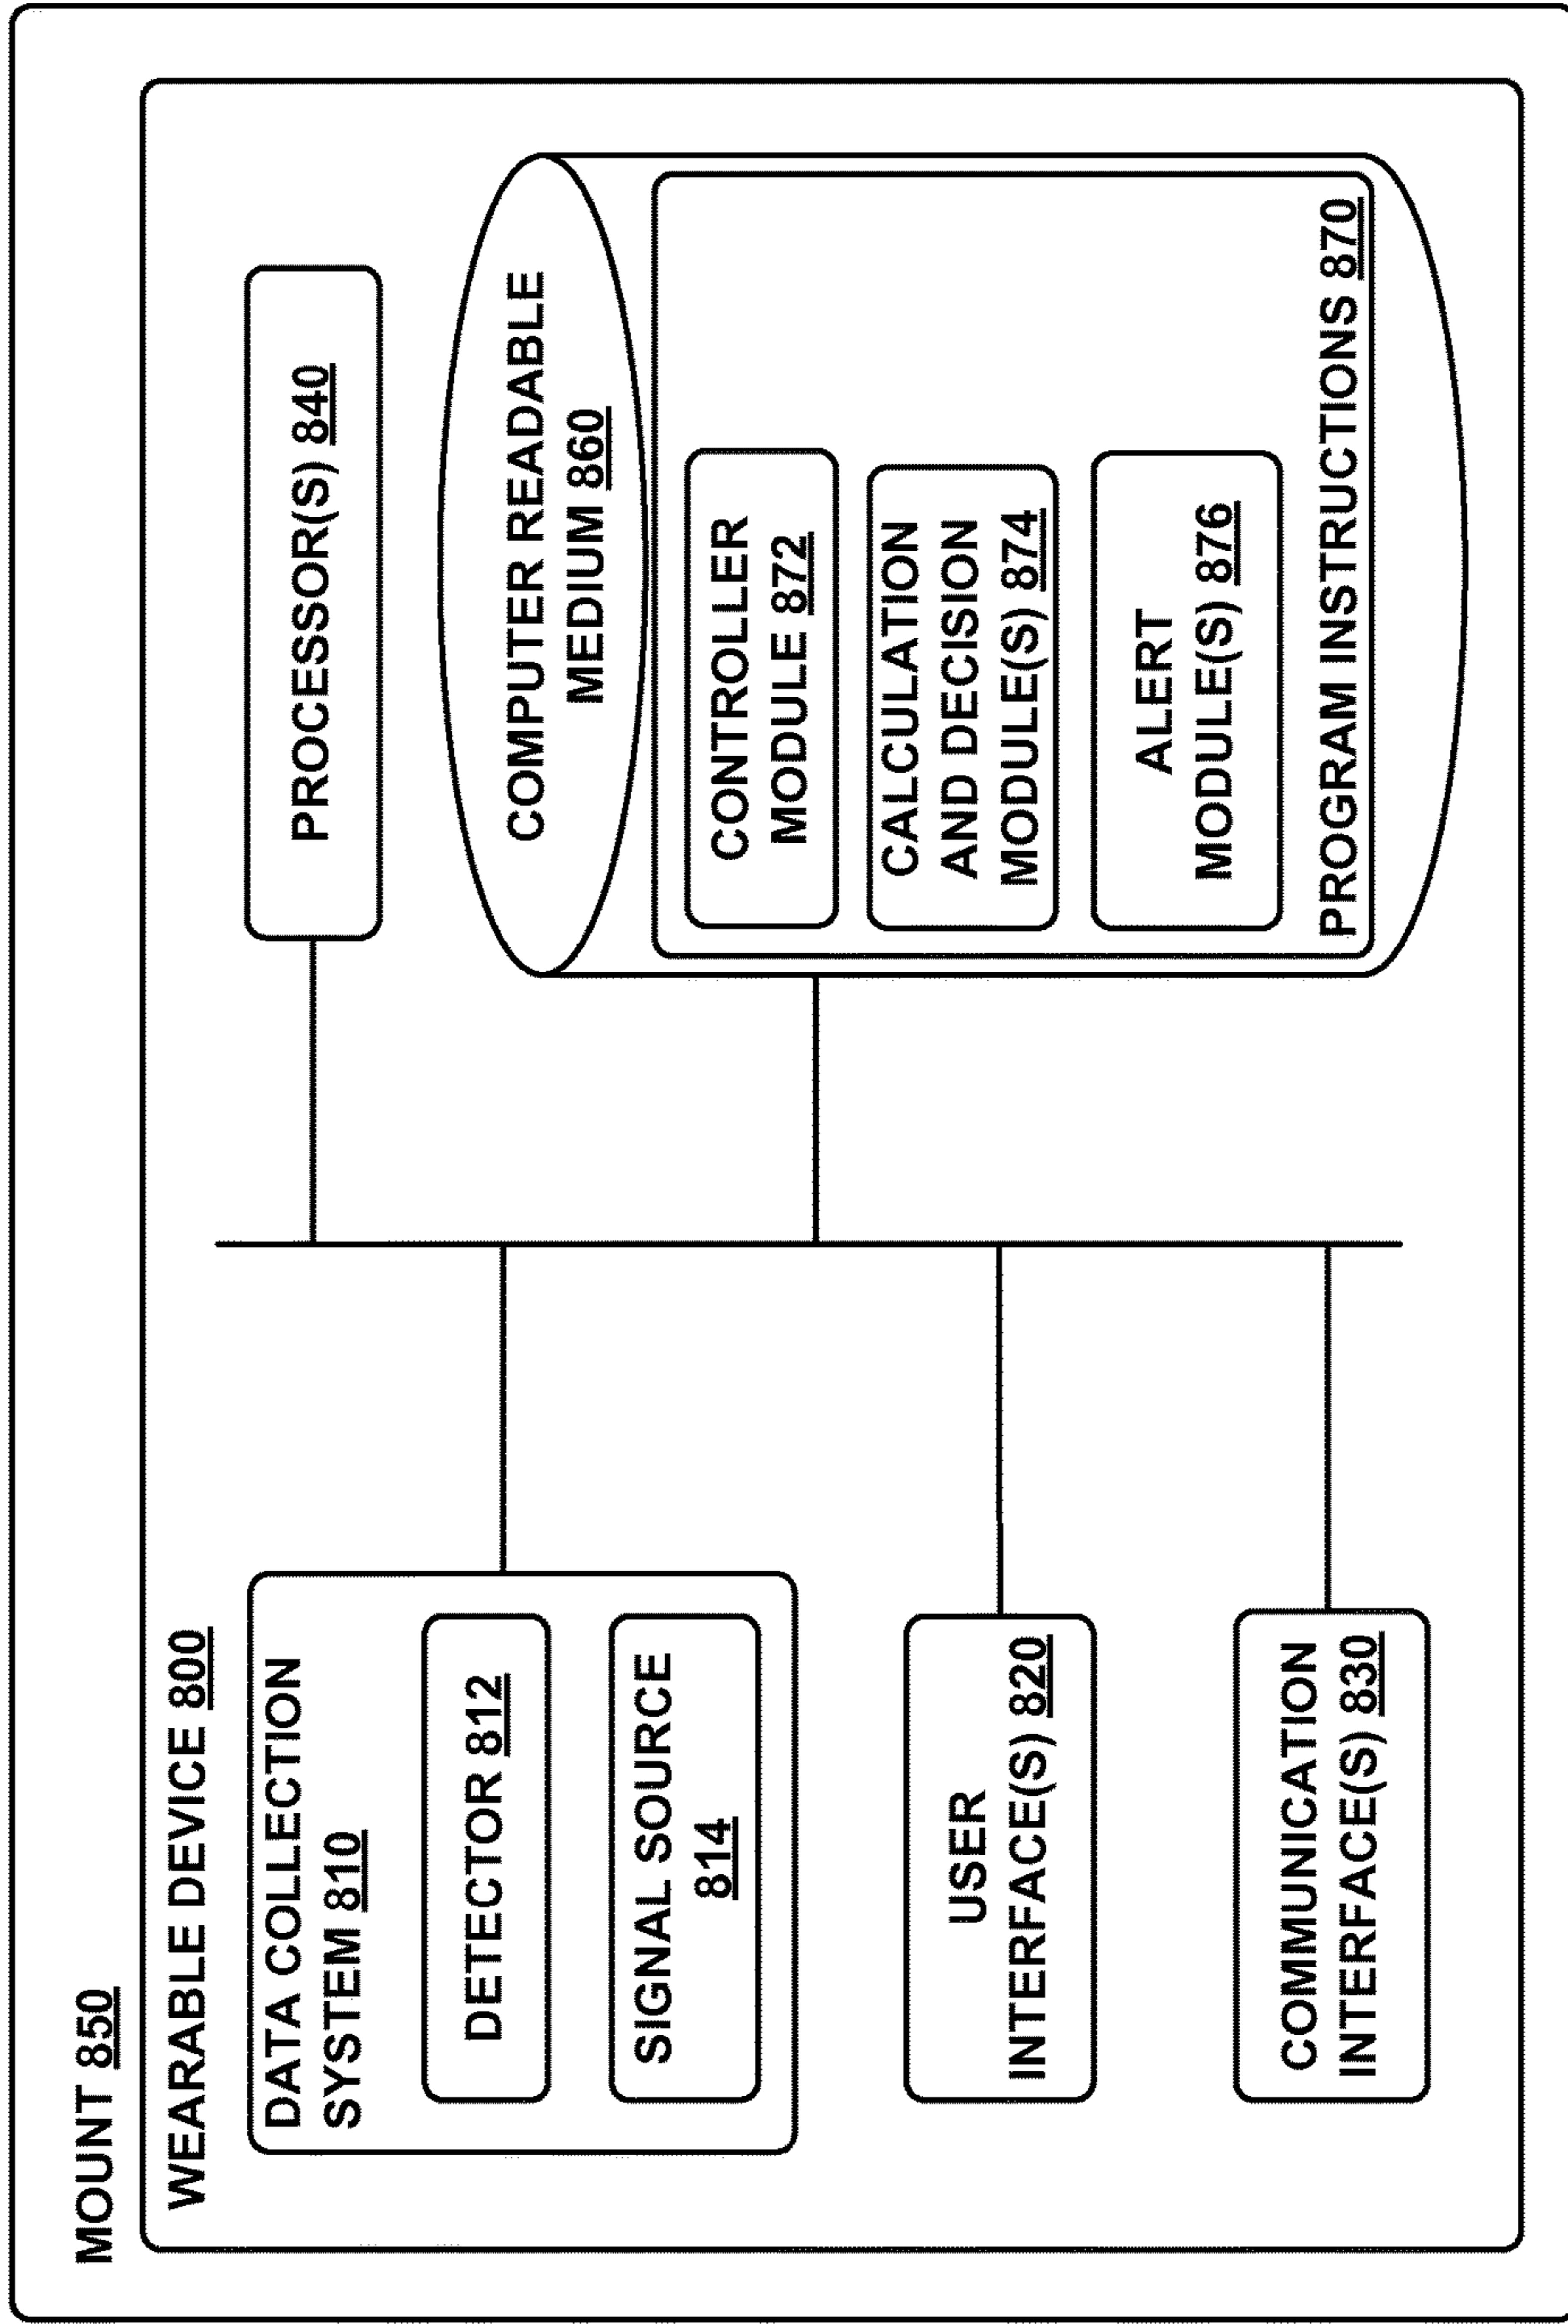 MOUNT 850
WEARABLE DEVICE 800
DATA COLLECTION
SYSTEM 810
DETECTOR 812
SIGNAL SOURCE
814
USER
INTERFACE(S) 820
COMMUNICATION
INTERFACE(S) 830
PROCESSOR(S) 840
COMPUTER READABLE
MEDIUM 860
CONTROLLER
MODULE 872
CALCULATION
AND DECISION
MODULE(S) 874
ALERT
MODULE(S) 876
PROGRAM INSTRUCTIONS 870